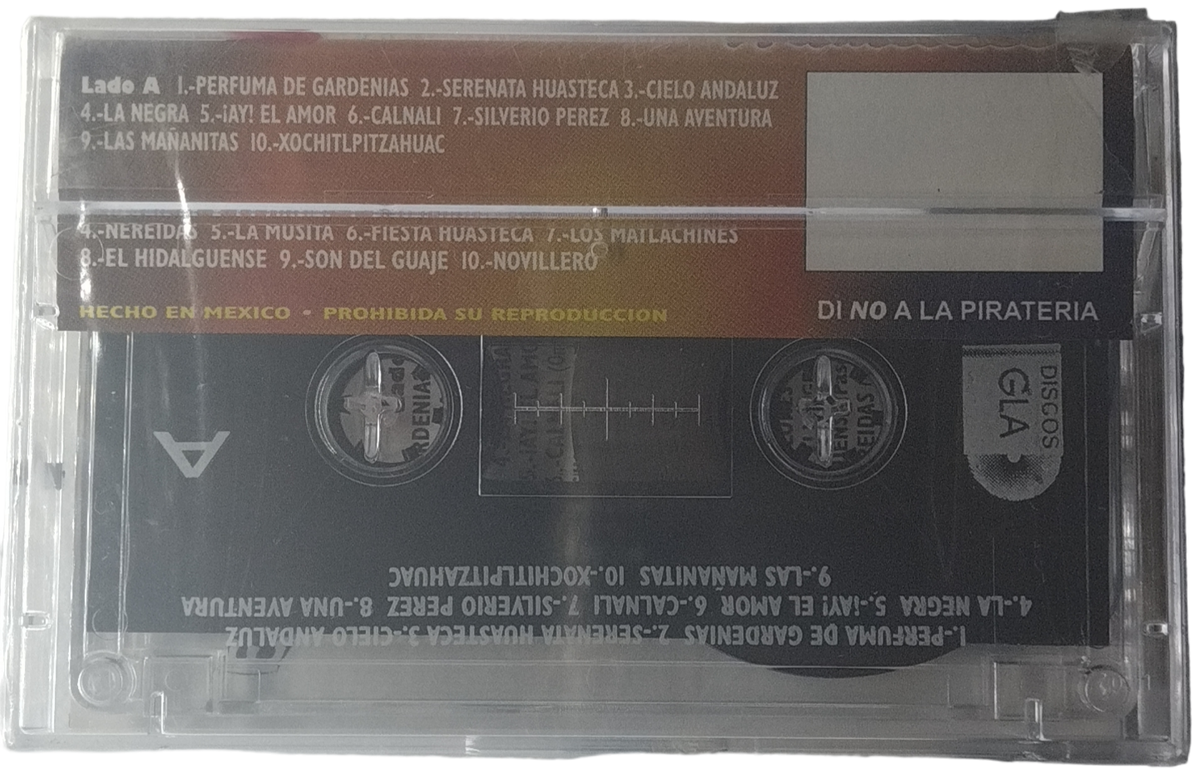 Lado A 1.-PERFUMA DE GARDENIAS 2.-SERENATA HUASTECA 3.-CIELO ANDALUZ
4.-LA NEGRA 5.-¡AY! EL AMOR 6.-CALNALI 7.-SILVERIO PEREZ 8.-UNA AVENTURA
9.-LAS MAÑANITAS 10.-XOCHITLPITZAHUAC
4.-NEREIDAS 5.-LA MUSITA 6.-FIESTA HUASTECA 7.-LOS MATLACHINES
8.-EL HIDALGUENSE 9.-SON DEL GUAJE 10.-NOVILLERO
HECHO EN MEXICO • PROHIBIDA SU REPRODUCCION
DI NO A LA PIRATERIA
DISCOS
GLA
A
1.-PERFUMA DE GARDENIAS 2.-SERENATA HUASTECA 3.-CIELO ANDALUZ
4.-LA NEGRA 5.-¡AY! EL AMOR 6.-CALNALI 7.-SILVERIO PEREZ 8.-UNA AVENTURA
9.-LAS MAÑANITAS 10.-XOCHITLPITZAHUAC